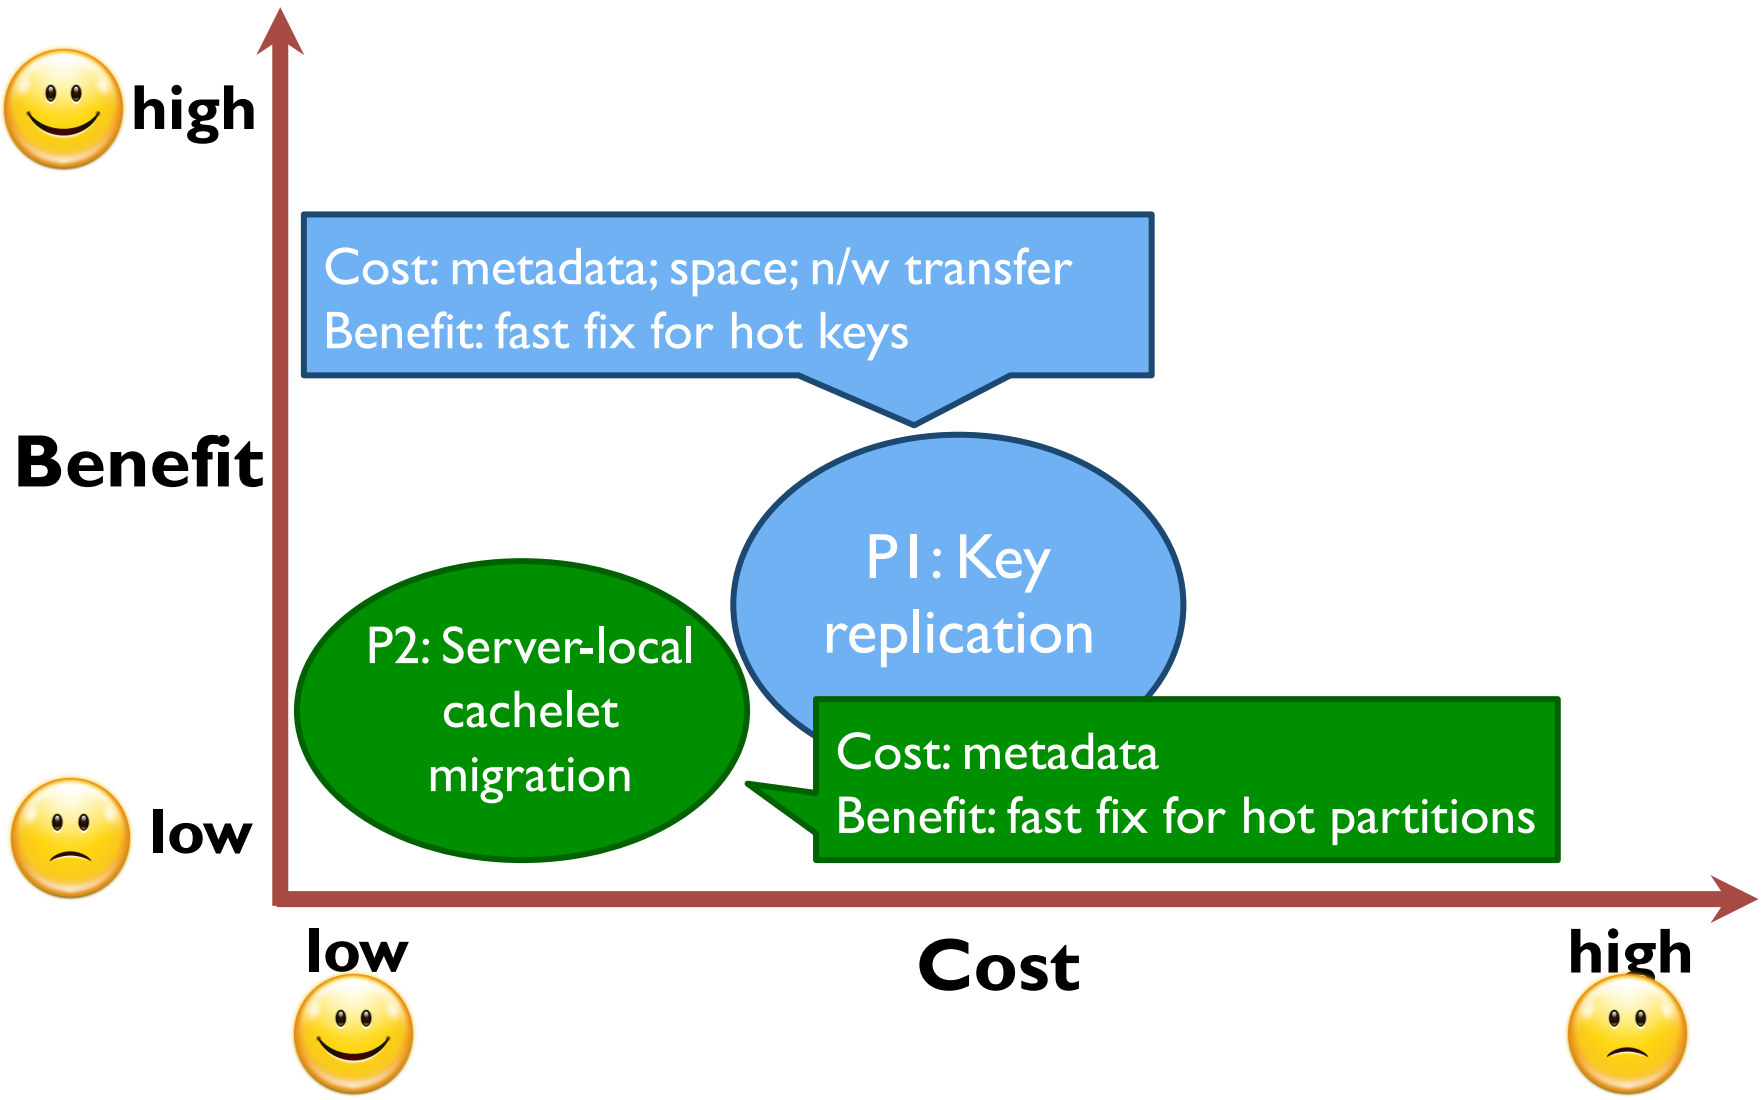 high
Cost: metadata; space; n/w transfer
Benefit: fast fix for hot keys
Benefit
P1: Key
replication
P2: Server-local
cachelet
migration
Cost: metadata
Benefit: fast fix for hot partitions
low
low
Cost
high